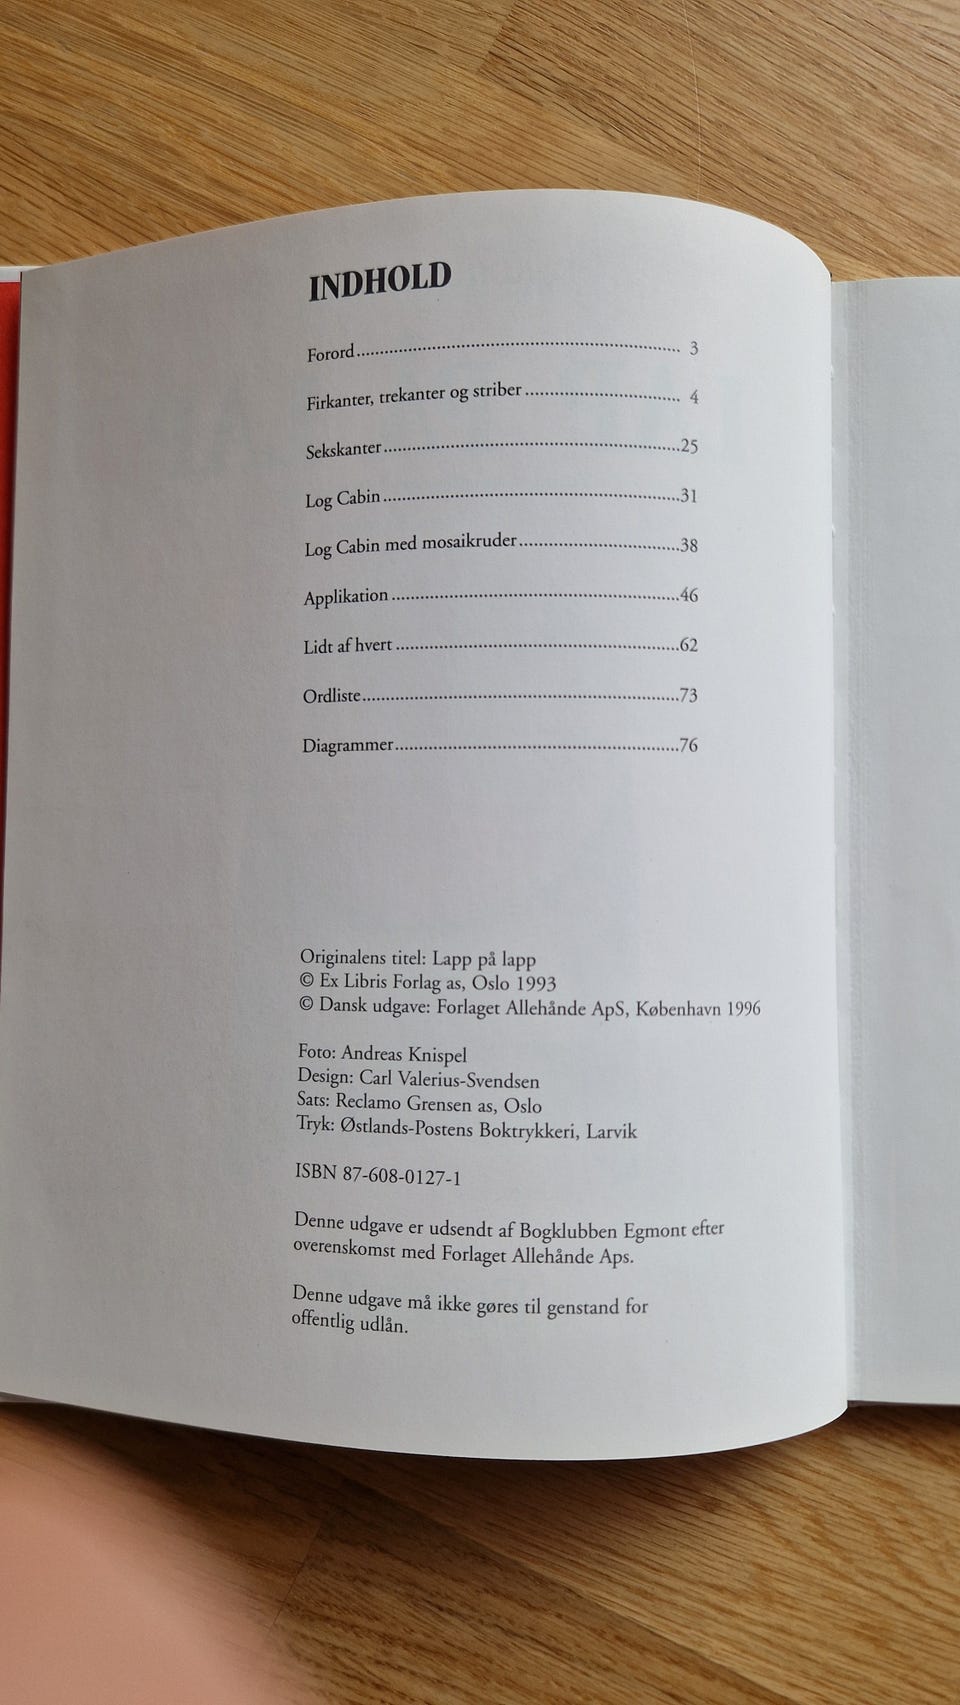 INDHOLD
Forord........................................................................ 3
Firkanter, trekanter og striber.................................. 4
Sekskanter.................................................................25
Log Cabin.................................................................31
Log Cabin med mosaikruder...................................38
Applikation...............................................................46
Lidt af hvert..............................................................62
Ordliste.....................................................................73
Diagrammer..............................................................76
Originalens titel: Lapp på lapp
© Ex Libris Forlag as, Oslo 1993
© Dansk udgave: Forlaget Allehånde ApS, København 1996
Foto: Andreas Knispel
Design: Carl Valerius-Svendsen
Sats: Reclamo Grensen as, Oslo
Tryk: Østlands-Postens Boktrykkeri, Larvik
ISBN 87-608-0127-1
Denne udgave er udsendt af Bogklubben Egmont efter
overenskomst med Forlaget Allehånde Aps.
Denne udgave må ikke gøres til genstand for
offentlig udlån.